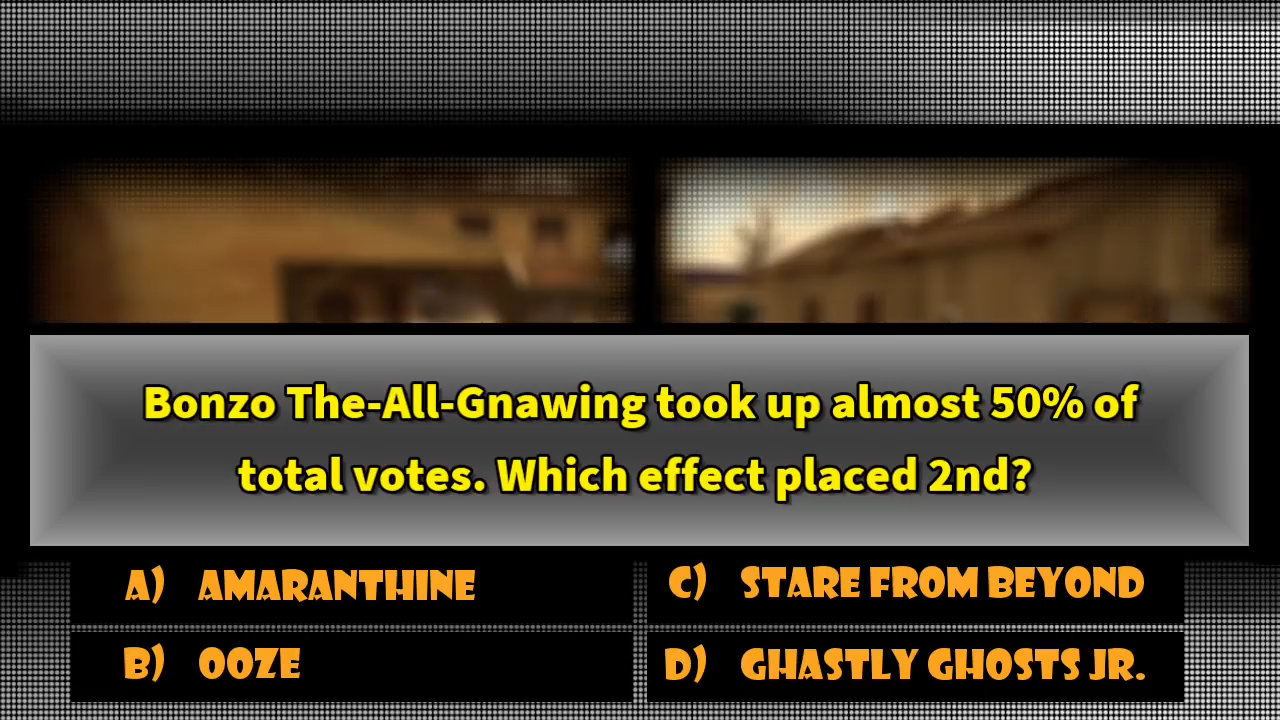 Bonzo The-All-Gnawing took up almost 50% of
total votes. Which effect placed 2nd?
A) AMARANTHINE
B) OOZE
C) STARE FROM BEYOND
D) GHASTLY GHOSTS JR.